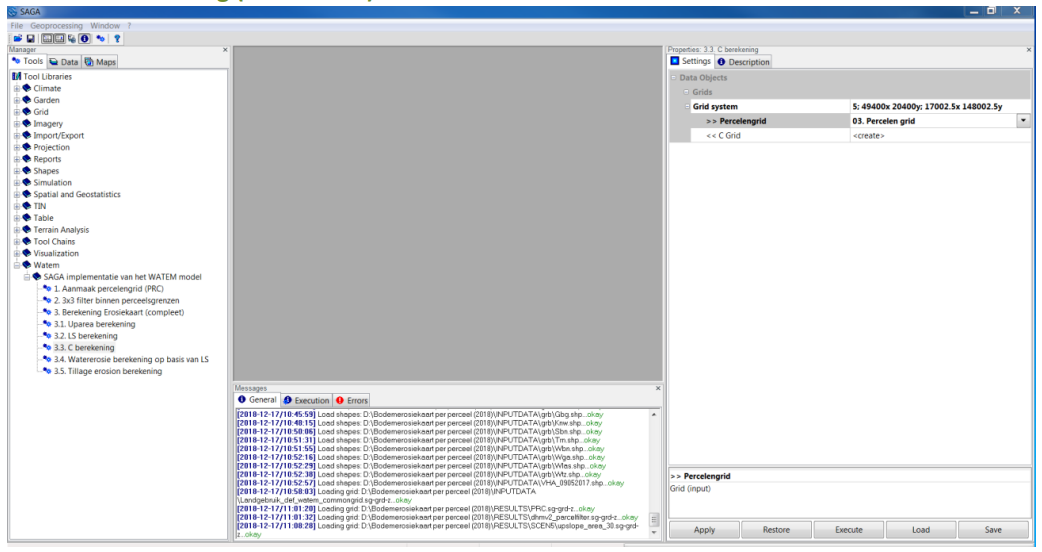 SAGA
File Geoprocessing Window ?
Manager
Tools Data Maps
Tool Libraries
Climate
Garden
Grid
Imagery
Import/Export
Projection
Reports
Shapes
Simulation
Spatial and Geostatistics
TIN
Table
Terrain Analysis
Tool Chains
Visualization
Watem
SAGA implementatie van het WATEM model
1. Aanmaak percelengrid (PRC)
2. 3x3 filter binnen perceelsgrenzen
3. Berekening Erosiekaart (compleet)
3.1. Uparea berekening
3.2. LS berekening
3.3. C berekening
3.4. Watererosie berekening op basis van LS
3.5. Tillage erosion berekening
Messages
General Execution Errors
[2018-12-17/10:45:59] Load shapes: D:\Bodemerosiekaart per perceel (2018)\INPUTDATA\grb\Gbg.shp...okay
[2018-12-17/10:48:15] Load shapes: D:\Bodemerosiekaart per perceel (2018)\INPUTDATA\grb\Knw.shp...okay
[2018-12-17/10:50:06] Load shapes: D:\Bodemerosiekaart per perceel (2018)\INPUTDATA\grb\Sbn.shp...okay
[2018-12-17/10:51:31] Load shapes: D:\Bodemerosiekaart per perceel (2018)\INPUTDATA\grb\Trn.shp...okay
[2018-12-17/10:51:55] Load shapes: D:\Bodemerosiekaart per perceel (2018)\INPUTDATA\grb\Wbn.shp...okay
[2018-12-17/10:52:16] Load shapes: D:\Bodemerosiekaart per perceel (2018)\INPUTDATA\grb\Wga.shp...okay
[2018-12-17/10:52:29] Load shapes: D:\Bodemerosiekaart per perceel (2018)\INPUTDATA\grb\Wlas.shp...okay
[2018-12-17/10:52:38] Load shapes: D:\Bodemerosiekaart per perceel (2018)\INPUTDATA\grb\Wtz.shp...okay
[2018-12-17/10:52:57] Load shapes: D:\Bodemerosiekaart per perceel (2018)\INPUTDATA\VHA_09052017.shp...okay
[2018-12-17/10:58:03] Loading grid: D:\Bodemerosiekaart per perceel (2018)\INPUTDATA
\Landgebruik_def_watem_commongrid.sg-grd-z...okay
[2018-12-17/11:01:20] Loading grid: D:\Bodemerosiekaart per perceel (2018)\RESULTS\PRC.sg-grd-z...okay
[2018-12-17/11:01:32] Loading grid: D:\Bodemerosiekaart per perceel (2018)\RESULTS\dhmv2_parcelfilter.sg-grd-z...okay
[2018-12-17/11:08:28] Loading grid: D:\Bodemerosiekaart per perceel (2018)\RESULTS\SCEN5\upslope_area_30.sg-grd-
z...okay
Properties: 3.3. C berekening
Settings Description
Data Objects
Grids
Grid system 5; 49400x 20400y; 17002.5x 148002.5y
>> Percelengrid 03. Percelen grid
<< C Grid <create>
>> Percelengrid
Grid (input)
Apply Restore Execute Load Save